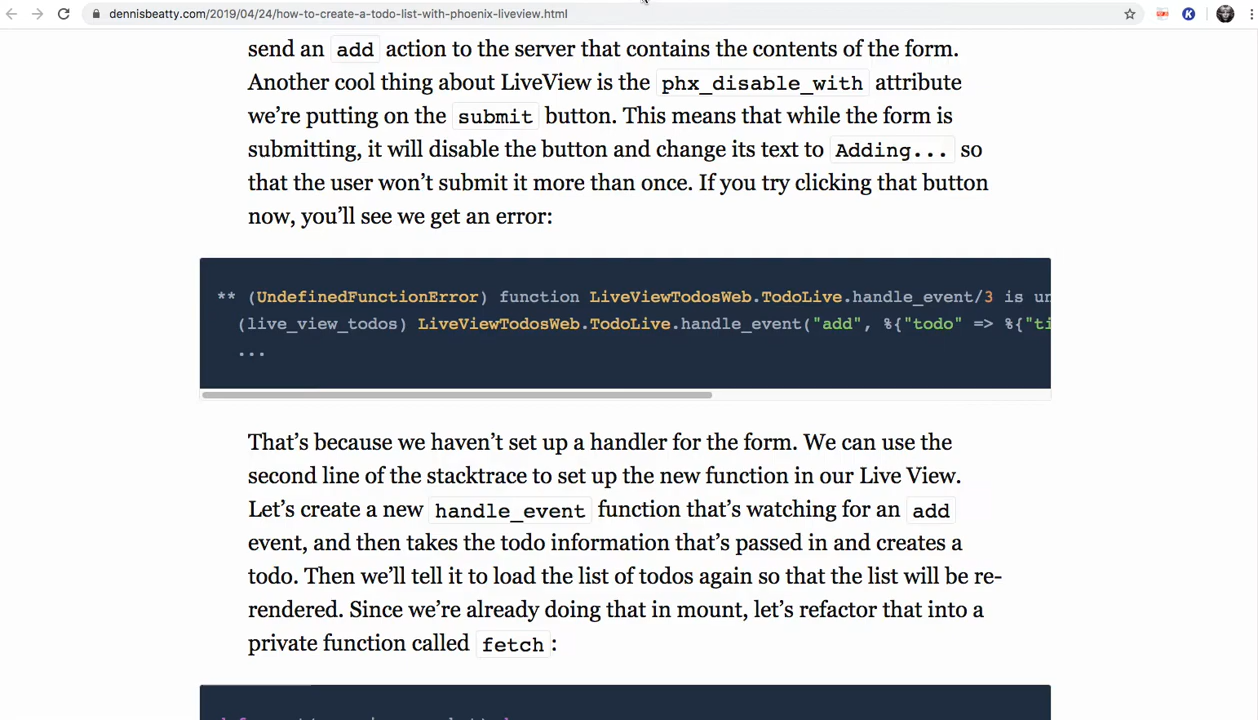 dennisbeatty.com/2019/04/24/how-to-create-a-todo-list-with-phoenix-liveview.html
send an add action to the server that contains the contents of the form.
Another cool thing about LiveView is the phx_disable_with attribute
we’re putting on the submit button. This means that while the form is
submitting, it will disable the button and change its text to Adding... so
that the user won’t submit it more than once. If you try clicking that button
now, you’ll see we get an error:
** (UndefinedFunctionError) function LiveViewTodosWeb.TodoLive.handle_event/3 is un
(live_view_todos) LiveViewTodosWeb.TodoLive.handle_event("add", %{"todo" => %{"ti
...
That’s because we haven’t set up a handler for the form. We can use the
second line of the stacktrace to set up the new function in our Live View.
Let’s create a new handle_event function that’s watching for an add
event, and then takes the todo information that’s passed in and creates a
todo. Then we’ll tell it to load the list of todos again so that the list will be re-
rendered. Since we’re already doing that in mount, let’s refactor that into a
private function called fetch: